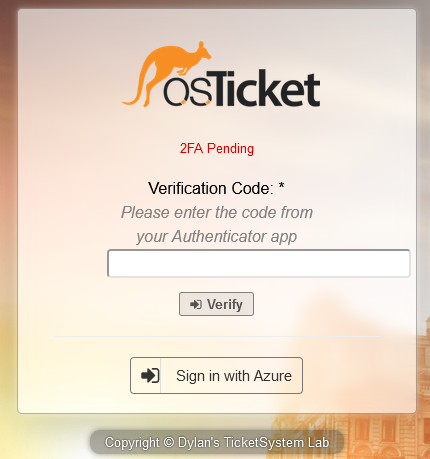 osTicket
2FA Pending
Verification Code: *
Please enter the code from
your Authenticator app
Verify
Sign in with Azure
Copyright © Dylan's TicketSystem Lab